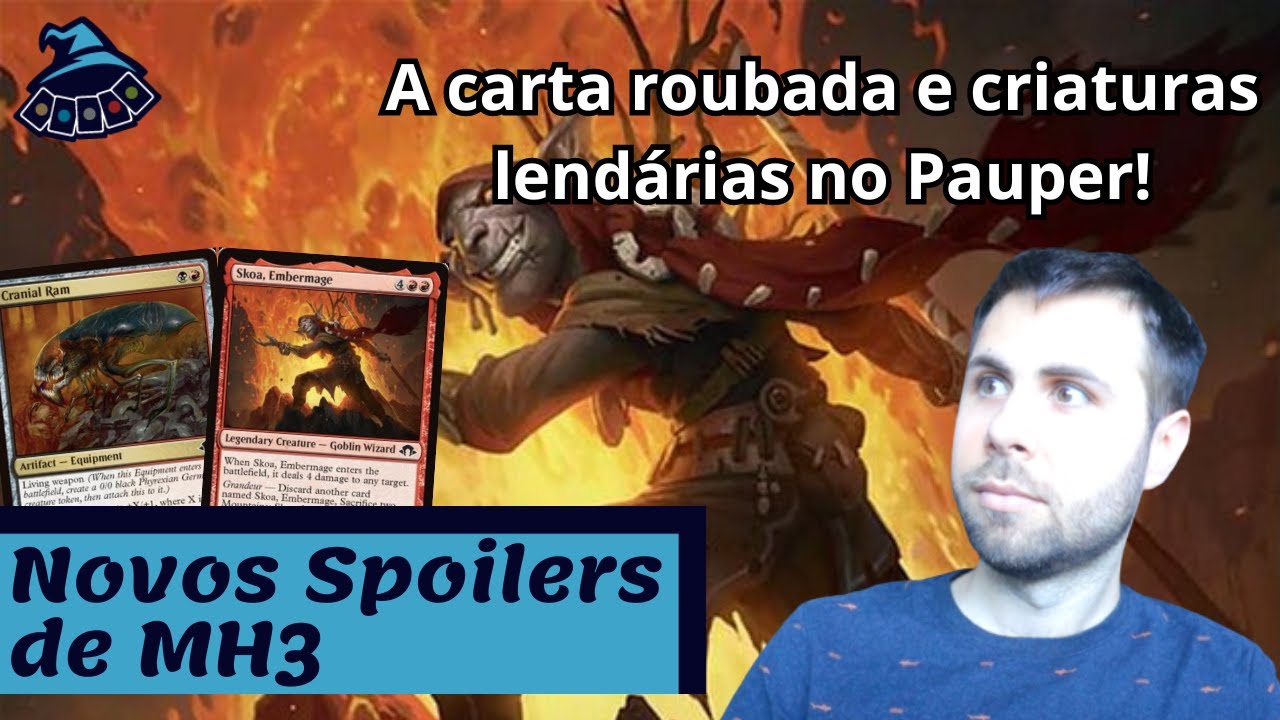 A carta roubada e criaturas
lendárias no Pauper!
Cranial Ram
Artifact — Equipment
Living weapon (When this Equipment enters
battlefield, create a 0/0 black Phyrexian Germ
creature token, then attach this to it.)
+X/+1, where X i
Skoa, Embermage
4
Legendary Creature — Goblin Wizard
When Skoa, Embermage enters the
battlefield, it deals 4 damage to any target.
Grandeur — Discard another card
named Skoa, Embermage, Sacrifice two
Novos Spoilers
de MH3